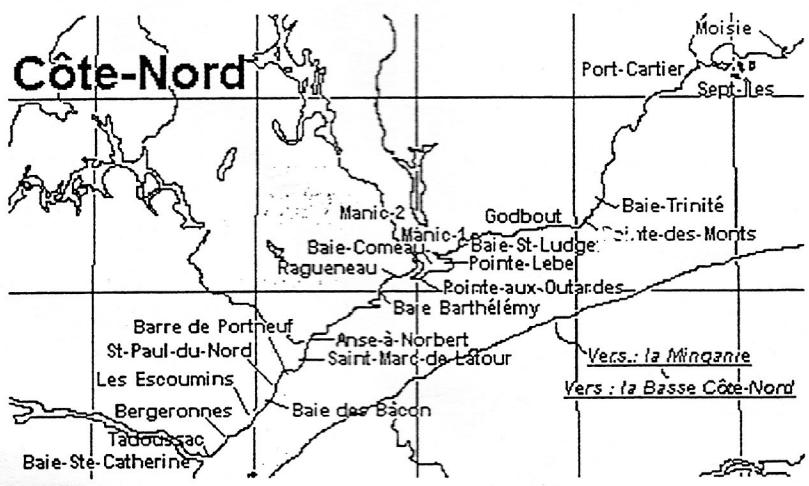 Moisie
Côte-Nord
Port-Cartier
Sept-Iles
Manic-2
Godbout
Baie-Trinité
Manic-1
Pointe-des-Monts
Baie-Comeau
Baie-St-Ludge
Ragueneau
Pointe-Lebe
Pointe-aux-Outardes
Baie Barthélémy
Barre de Portneuf
Anse-à-Norbert
St-Paul-du-Nord
Saint-Marc-de-Latour
Vers.: la Minganie
Les Escoumins
Vers : la Basse Côte-Nord
Bergeronnes
Baie des Bacon
Tadoussac
Baie-Ste-Catherine